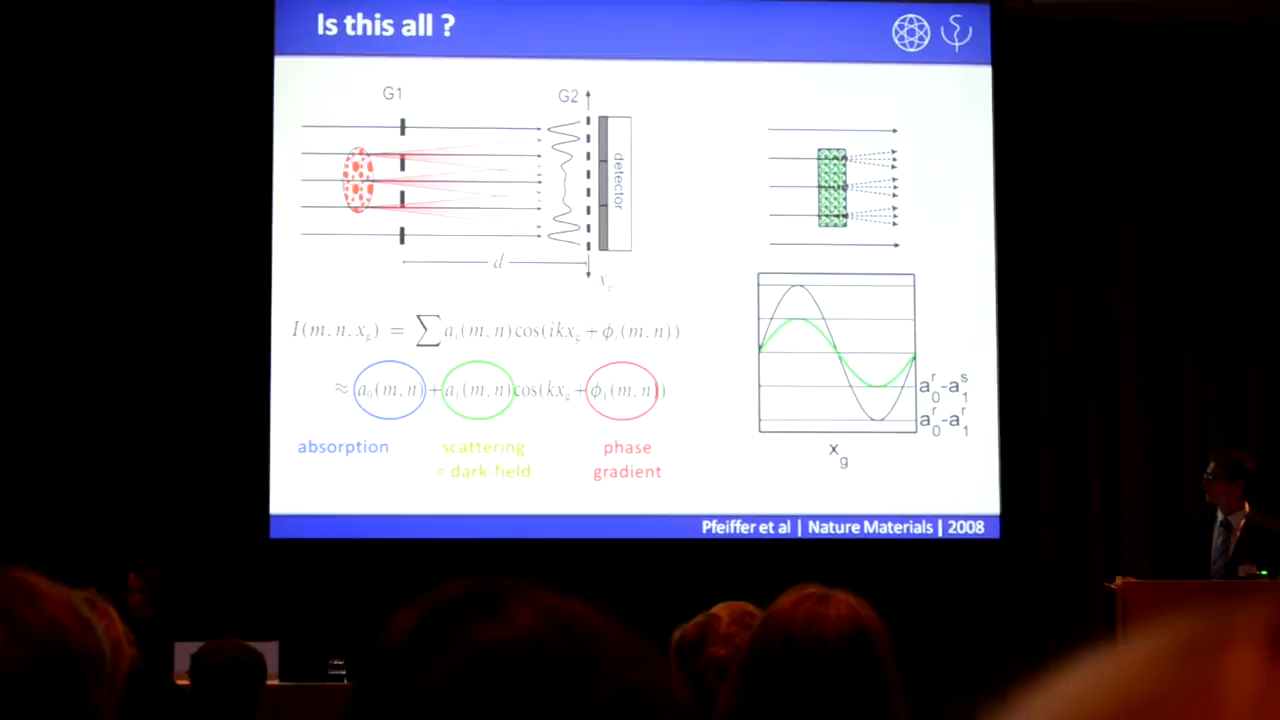 Is this all ?
G1
G2
detector
d
x_g
I(m,n,x_g) = ∑ a_i(m,n)cos(ikx_g + ϕ_i(m,n))
≈ a_0(m,n) + a_1(m,n)cos(kx_g + ϕ_1(m,n))
absorption
scattering
= dark-field
phase
gradient
a_0^r-a_1^s
a_0^r-a_1^r
x_g
Pfeiffer et al | Nature Materials | 2008